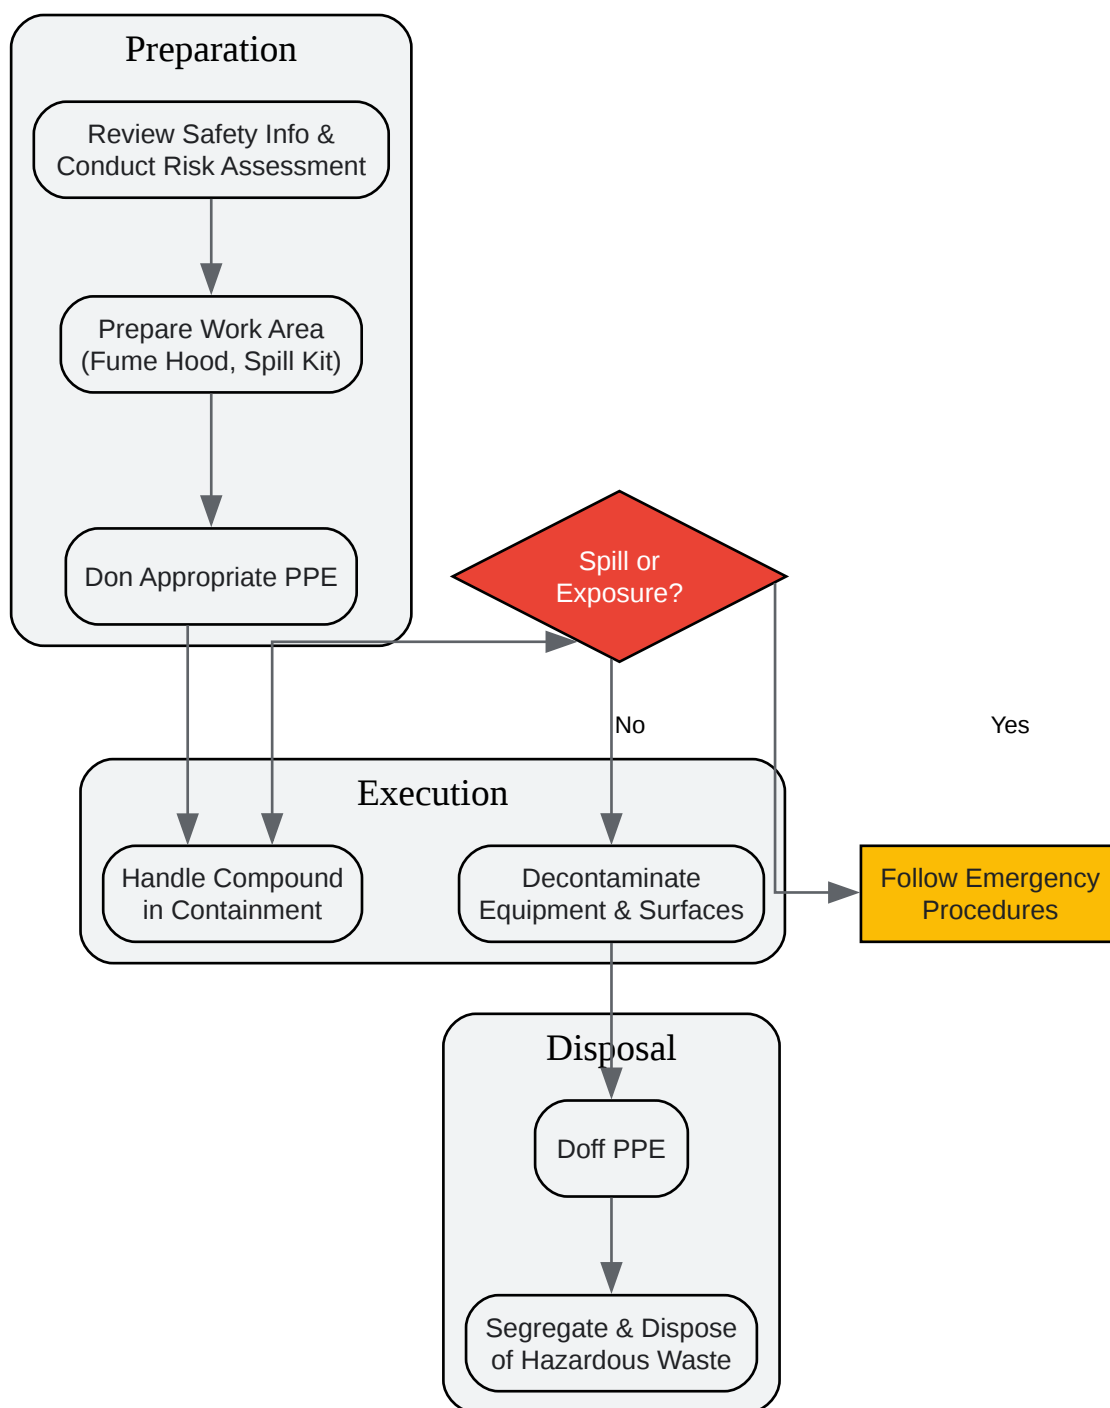 Preparation
Review Safety Info &
Conduct Risk Assessment
Prepare Work Area
(Fume Hood, Spill Kit)
Don Appropriate PPE
Spill or
Exposure?
No
Yes
Execution
Handle Compound
in Containment
Decontaminate
Equipment & Surfaces
Follow Emergency
Procedures
Disposal
Doff PPE
Segregate & Dispose
of Hazardous Waste